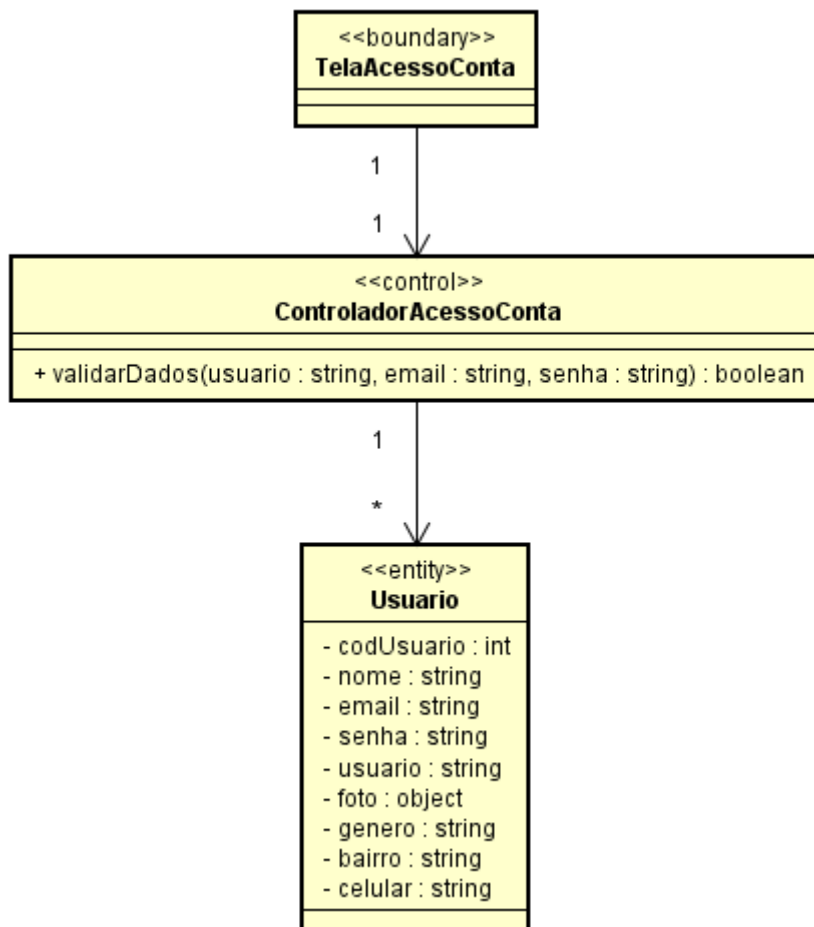 <<boundary>>
TelaAcessoConta
1
1
<<control>>
ControladorAcessoConta
+ validarDados(usuario : string, email : string, senha : string) : boolean
1
*
<<entity>>
Usuario
- codUsuario : int
- nome : string
- email : string
- senha : string
- usuario : string
- foto : object
- genero : string
- bairro : string
- celular : string